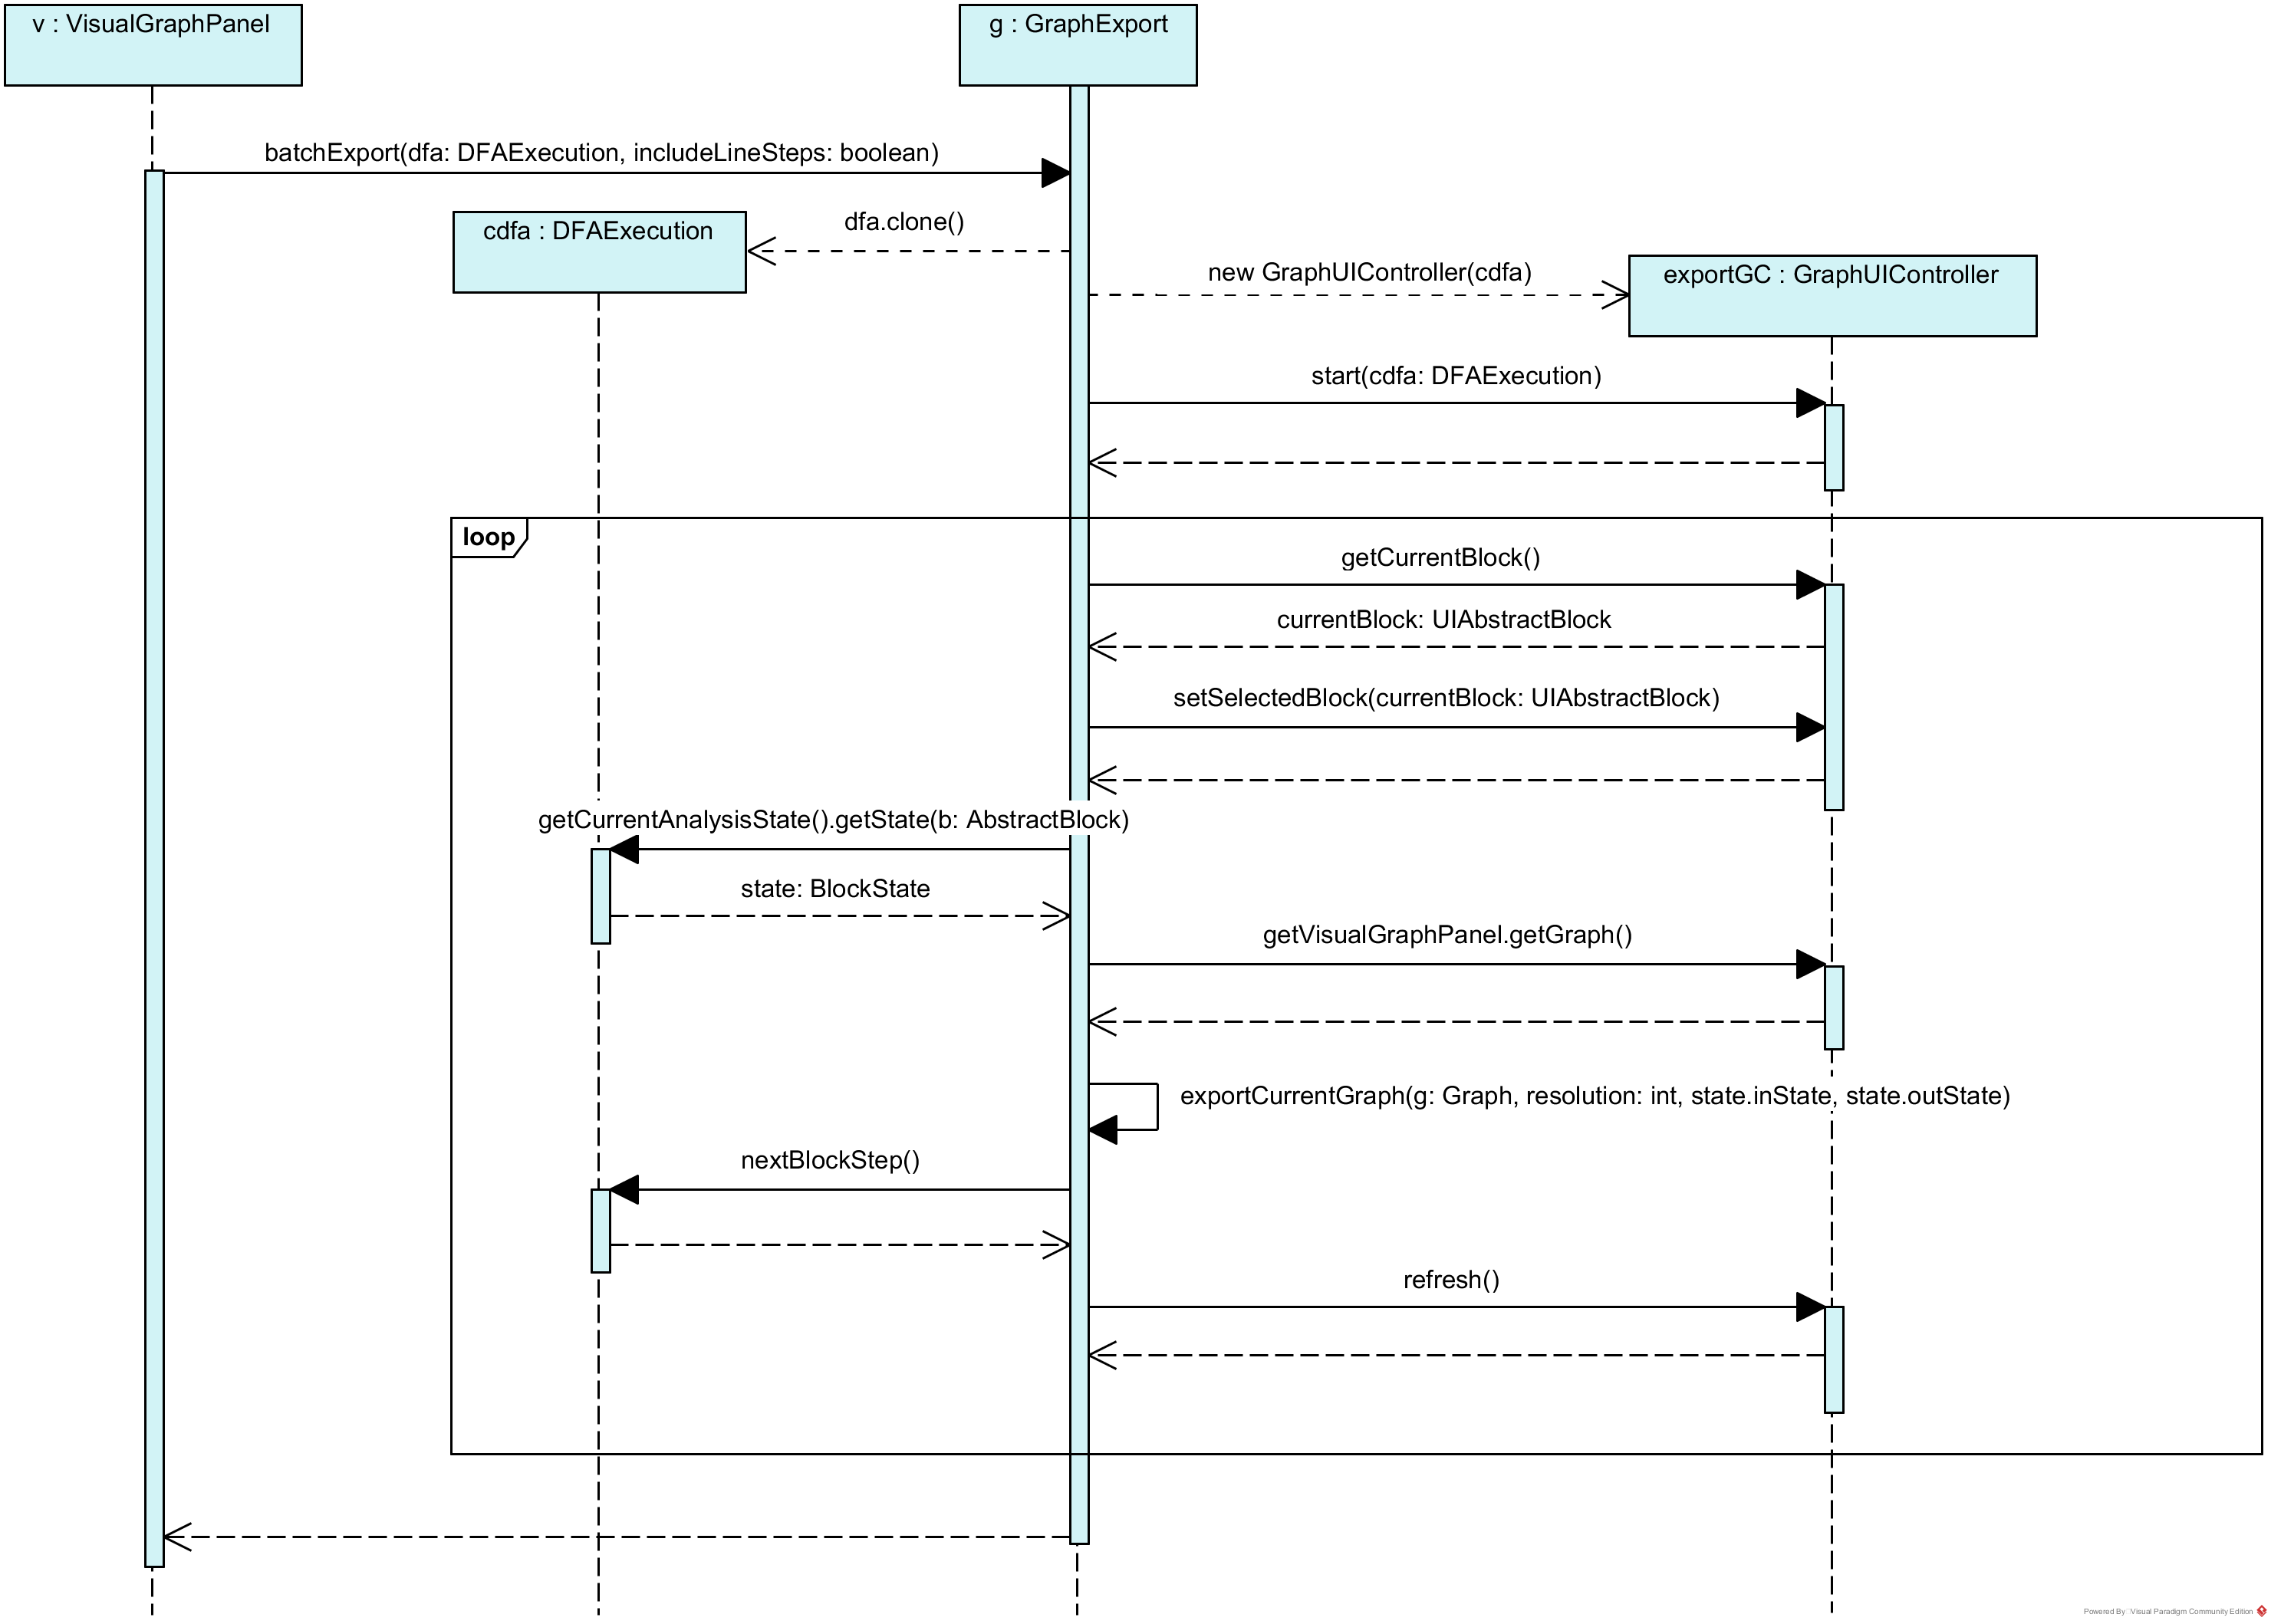 v : VisualGraphPanel
g : GraphExport
batchExport(dfa: DFAExecution, includeLineSteps: boolean)
dfa.clone()
cdfa : DFAExecution
new GraphUIController(cdfa)
exportGC : GraphUIController
start(cdfa: DFAExecution)
loop
getCurrentBlock()
currentBlock: UIAbstractBlock
setSelectedBlock(currentBlock: UIAbstractBlock)
getCurrentAnalysisState().getState(b: AbstractBlock)
state: BlockState
getVisualGraphPanel.getGraph()
exportCurrentGraph(g: Graph, resolution: int, state.inState, state.outState)
nextBlockStep()
refresh()
Powered By Visual Paradigm Community Edition